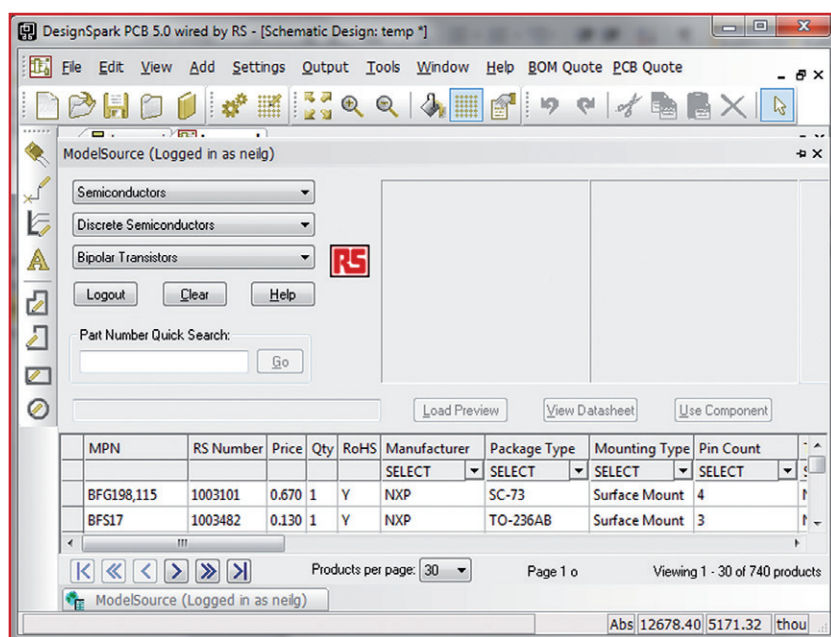 DesignSpark PCB 5.0 wired by RS - [Schematic Design: temp *]
File Edit View Add Settings Output Tools Window Help BOM Quote PCB Quote
ModelSource (Logged in as neilg)
Semiconductors
Discrete Semiconductors
Bipolar Transistors
RS
Logout Clear Help
Part Number Quick Search:
Go
Load Preview View Datasheet Use Component
MPN RS Number Price Qty RoHS Manufacturer Package Type Mounting Type Pin Count
SELECT SELECT SELECT SELECT
BFG198,115 1003101 0.670 1 Y NXP SC-73 Surface Mount 4
BFS17 1003482 0.130 1 Y NXP TO-236AB Surface Mount 3
Products per page: 30 Page 1 o Viewing 1 - 30 of 740 products
ModelSource (Logged in as neilg)
Abs 12678.40 5171.32 thou